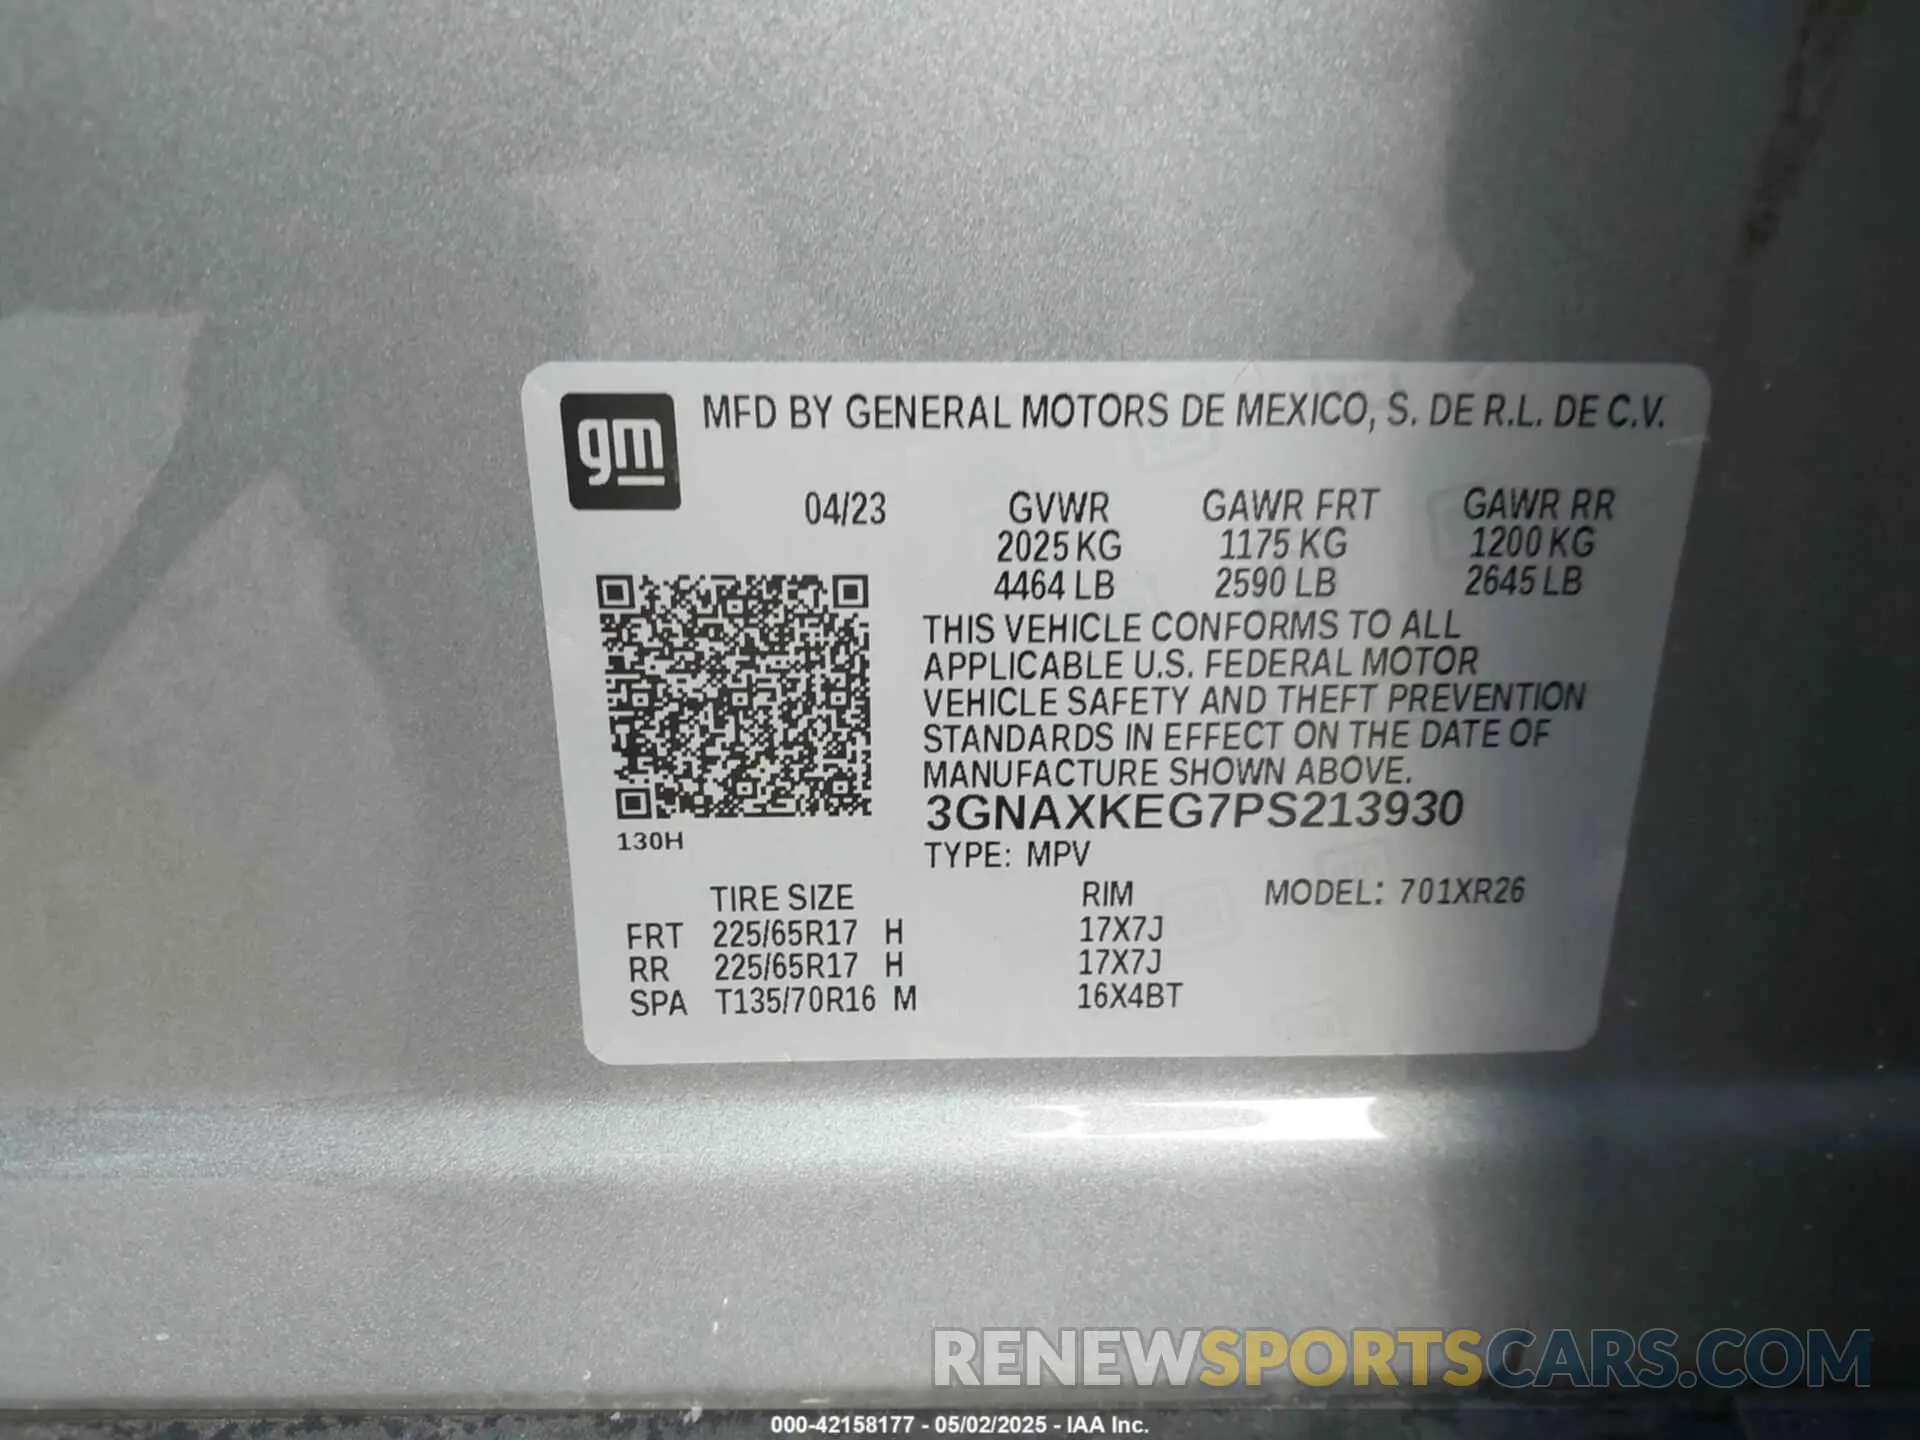 gm
MFD BY GENERAL MOTORS DE MEXICO, S. DE R.L. DE C.V.
04/23 GVWR GAWR FRT GAWR RR
2025 KG 1175 KG 1200 KG
4464 LB 2590 LB 2645 LB
THIS VEHICLE CONFORMS TO ALL
APPLICABLE U.S. FEDERAL MOTOR
VEHICLE SAFETY AND THEFT PREVENTION
STANDARDS IN EFFECT ON THE DATE OF
MANUFACTURE SHOWN ABOVE.
3GNAXKEG7PS213930
130H
TYPE: MPV
TIRE SIZE RIM MODEL: 701XR26
FRT 225/65R17 H 17X7J
RR 225/65R17 H 17X7J
SPA T135/70R16 M 16X4BT
RENEWSPORTSCARS.COM
000-42158177 - 05/02/2025 - IAA Inc.